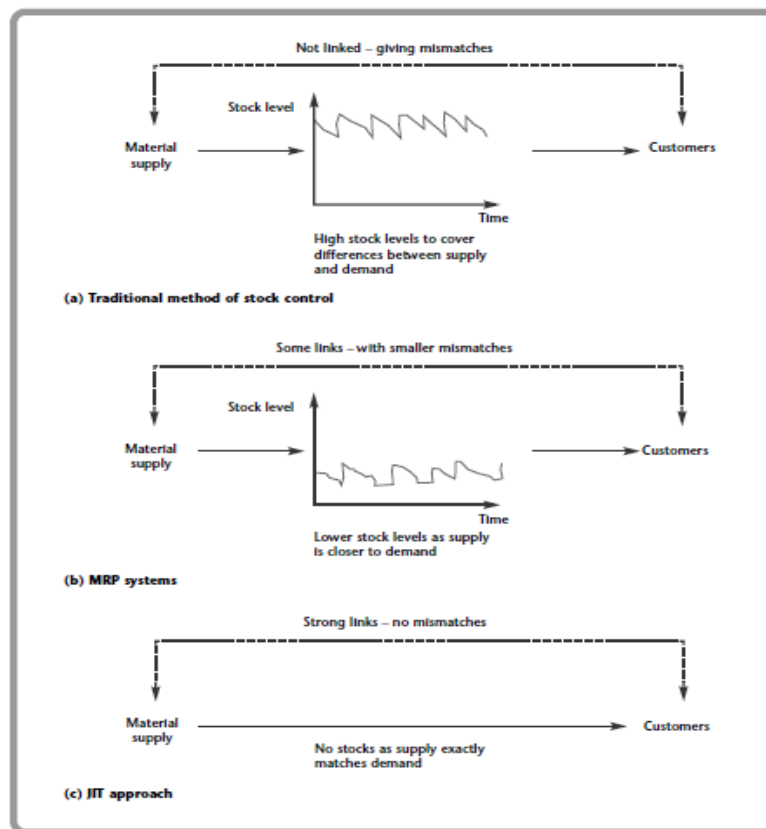 Not linked – giving mismatches
Stock level
Material
supply
Customers
Time
High stock levels to cover
differences between supply
and demand
(a) Traditional method of stock control
Some links – with smaller mismatches
Stock level
Material
supply
Customers
Time
Lower stock levels as supply
is closer to demand
(b) MRP systems
Strong links – no mismatches
Material
supply
Customers
No stocks as supply exactly
matches demand
(c) JIT approach